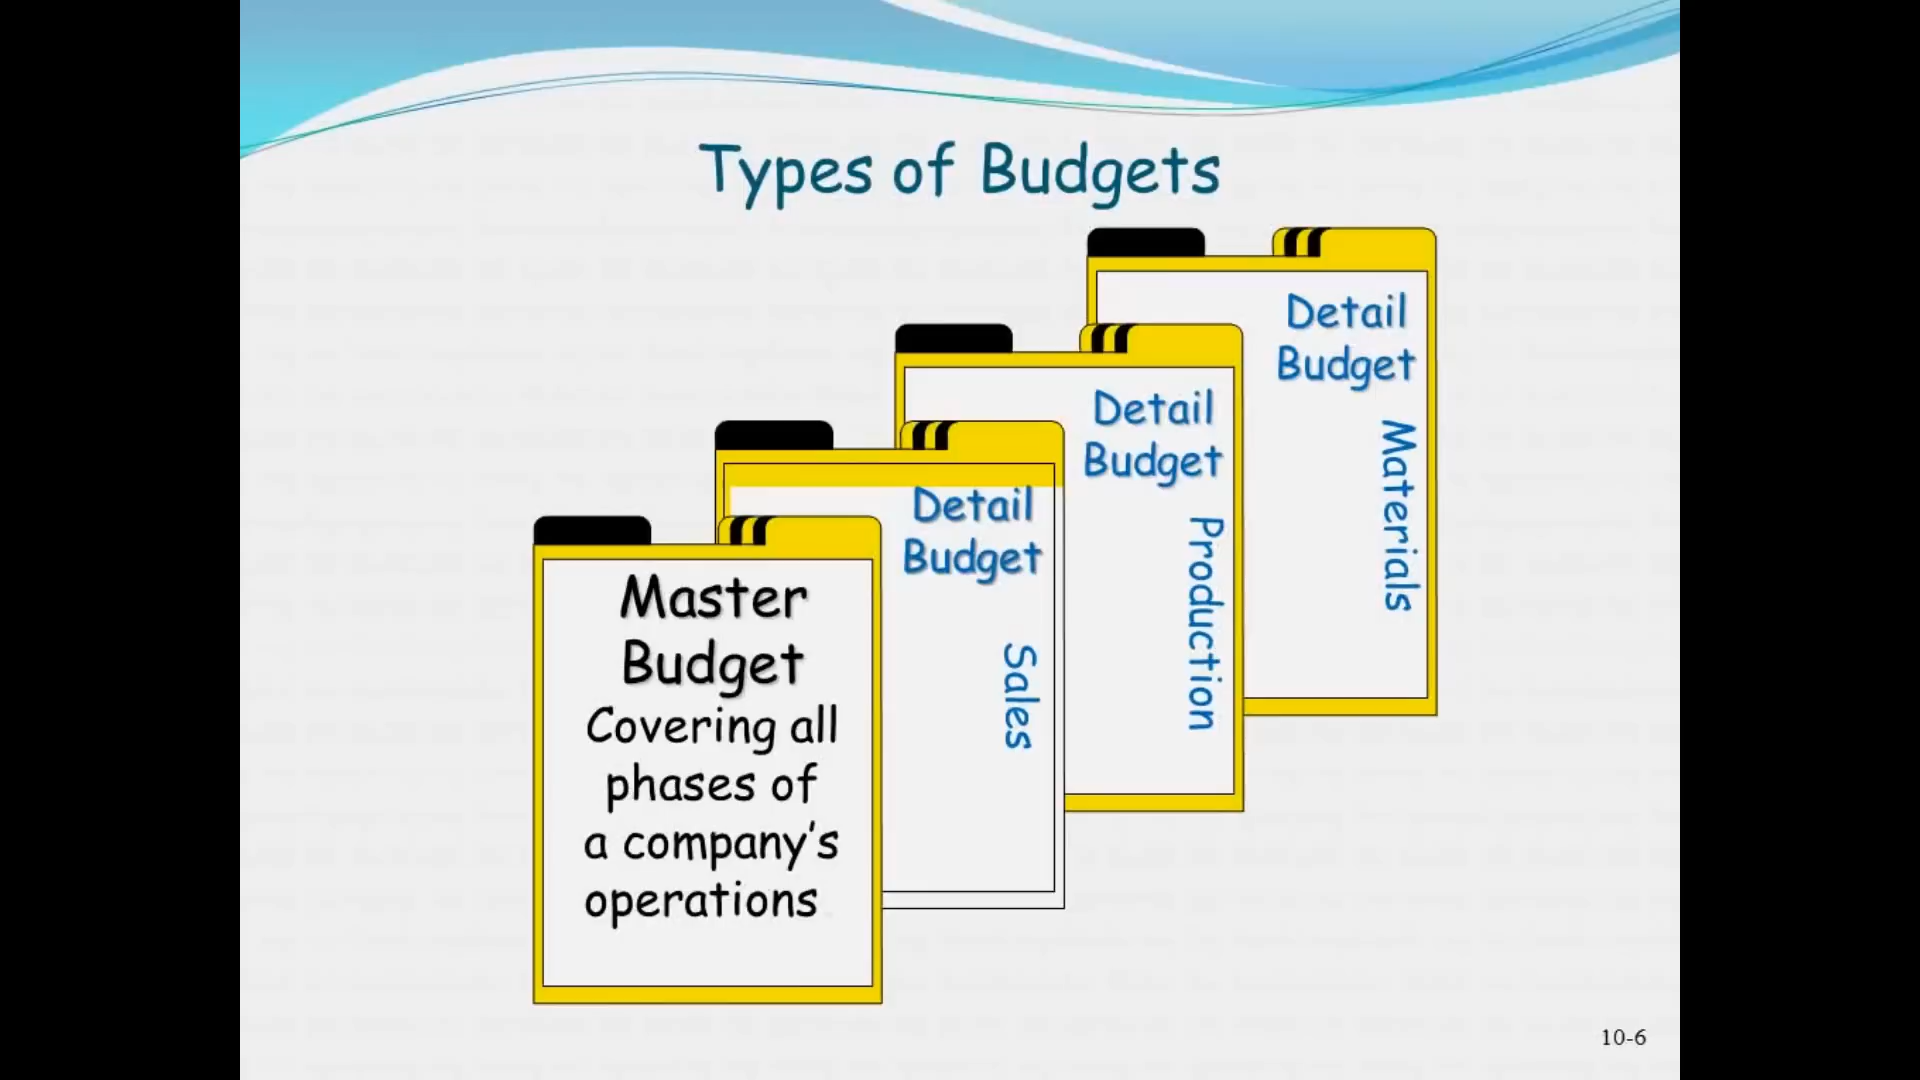 Types of Budgets
Detail
Budget
Materials
Detail
Budget
Production
Detail
Budget
Sales
Master
Budget
Covering all
phases of
a company's
operations
10-6